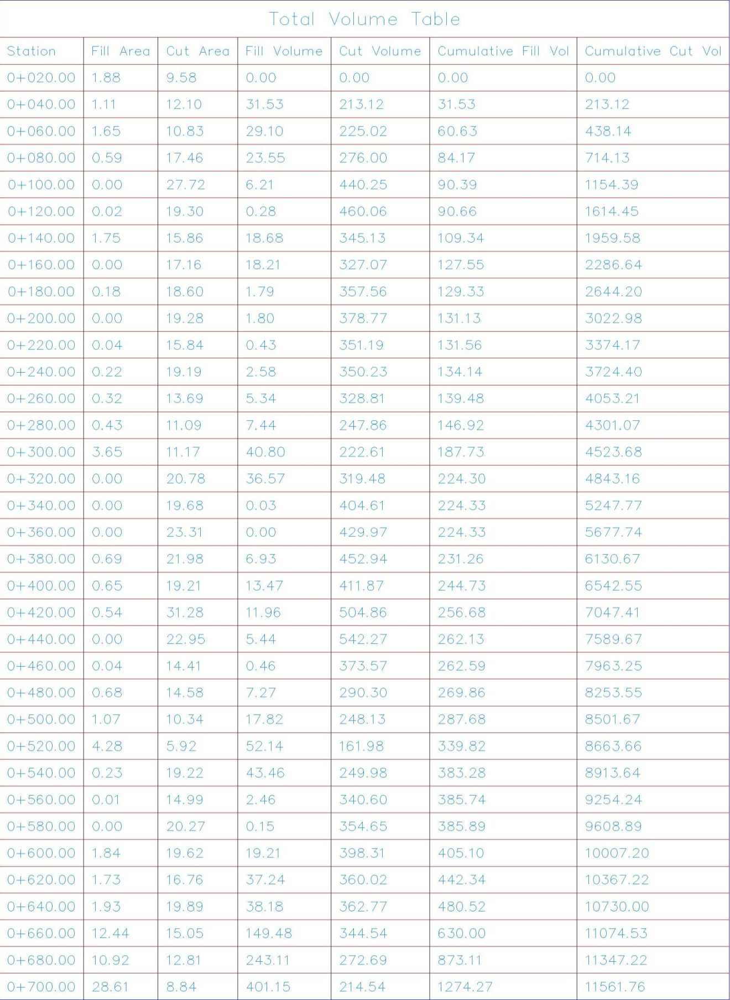 Total Volume Table
Station Fill Area Cut Area Fill Volume Cut Volume Cumulative Fill Vol Cumulative Cut Vol
0+020.00 1.88 9.58 0.00 0.00 0.00 0.00
0+040.00 1.11 12.10 31.53 213.12 31.53 213.12
0+060.00 1.65 10.83 29.10 225.02 60.63 438.14
0+080.00 0.59 17.46 23.55 276.00 84.17 714.13
0+100.00 0.00 27.72 6.21 440.25 90.39 1154.39
0+120.00 0.02 19.30 0.28 460.06 90.66 1614.45
0+140.00 1.75 15.86 18.68 345.13 109.34 1959.58
0+160.00 0.00 17.16 18.21 327.07 127.55 2286.64
0+180.00 0.18 18.60 1.79 357.56 129.33 2644.20
0+200.00 0.00 19.28 1.80 378.77 131.13 3022.98
0+220.00 0.04 15.84 0.43 351.19 131.56 3374.17
0+240.00 0.22 19.19 2.58 350.23 134.14 3724.40
0+260.00 0.32 13.69 5.34 328.81 139.48 4053.21
0+280.00 0.43 11.09 7.44 247.86 146.92 4301.07
0+300.00 3.65 11.17 40.80 222.61 187.73 4523.68
0+320.00 0.00 20.78 36.57 319.48 224.30 4843.16
0+340.00 0.00 19.68 0.03 404.61 224.33 5247.77
0+360.00 0.00 23.31 0.00 429.97 224.33 5677.74
0+380.00 0.69 21.98 6.93 452.94 231.26 6130.67
0+400.00 0.65 19.21 13.47 411.87 244.73 6542.55
0+420.00 0.54 31.28 11.96 504.86 256.68 7047.41
0+440.00 0.00 22.95 5.44 542.27 262.13 7589.67
0+460.00 0.04 14.41 0.46 373.57 262.59 7963.25
0+480.00 0.68 14.58 7.27 290.30 269.86 8253.55
0+500.00 1.07 10.34 17.82 248.13 287.68 8501.67
0+520.00 4.28 5.92 52.14 161.98 339.82 8663.66
0+540.00 0.23 19.22 43.46 249.98 383.28 8913.64
0+560.00 0.01 14.99 2.46 340.60 385.74 9254.24
0+580.00 0.00 20.27 0.15 354.65 385.89 9608.89
0+600.00 1.84 19.62 19.21 398.31 405.10 10007.20
0+620.00 1.73 16.76 37.24 360.02 442.34 10367.22
0+640.00 1.93 19.89 38.18 362.77 480.52 10730.00
0+660.00 12.44 15.05 149.48 344.54 630.00 11074.53
0+680.00 10.92 12.81 243.11 272.69 873.11 11347.22
0+700.00 28.61 8.84 401.15 214.54 1274.27 11561.76